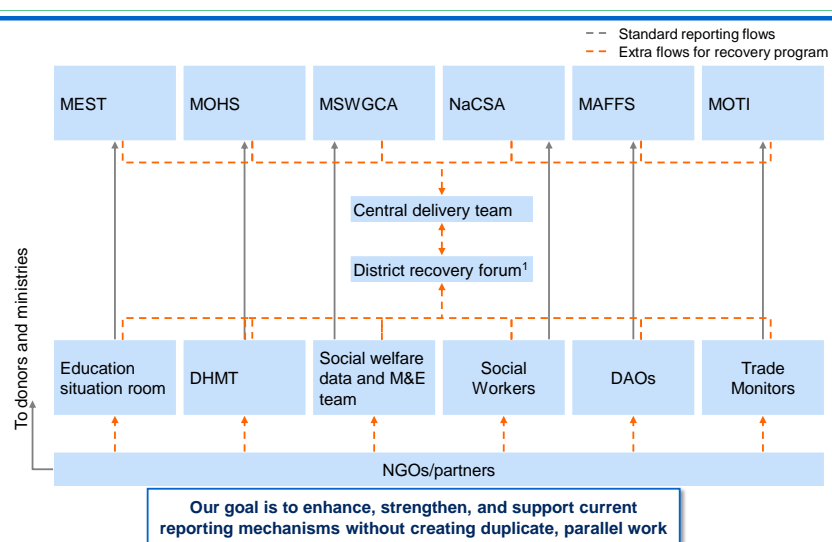 Standard reporting flows
Extra flows for recovery program
MEST
MOHS
MSWGCA
NaCSA
MAFFS
MOTI
Central delivery team
District recovery forum1
To donors and ministries
Education
situation room
DHMT
Social welfare
data and M&E
team
Social
Workers
DAOs
Trade
Monitors
NGOs/partners
Our goal is to enhance, strengthen, and support current
reporting mechanisms without creating duplicate, parallel work